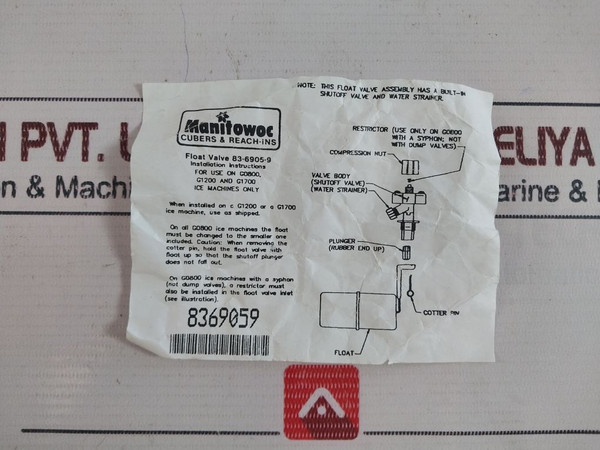 Manitowoc
CUBERS & REACH-INS
Float Valve 83-6905-9
Installation Instructions
FOR USE ON G0800,
G1200 AND G1700
ICE MACHINES ONLY
When installed on a G1200 or a G1700
ice machine, use as shipped.
On all G0800 ice machines the float
must be changed to the smaller one
included. Caution: When removing the
cotter pin, hold the float valve with
float up so that the shutoff plunger
does not fall out.
On G0800 ice machines with a syphon
(not dump valves), a restrictor must
also be installed in the float valve inlet
(see illustration).
8369059
NOTE: THIS FLOAT VALVE ASSEMBLY HAS A BUILT-IN
SHUTOFF VALVE AND WATER STRAINER.
RESTRICTOR (USE ONLY ON G0800
WITH A SYPHON; NOT
WITH DUMP VALVES)
COMPRESSION NUT
VALVE BODY
(SHUTOFF VALVE)
(WATER STRAINER)
PLUNGER
(RUBBER END UP)
COTTER PIN
FLOAT
PVT.
ELIYA
n & Machi
arine &